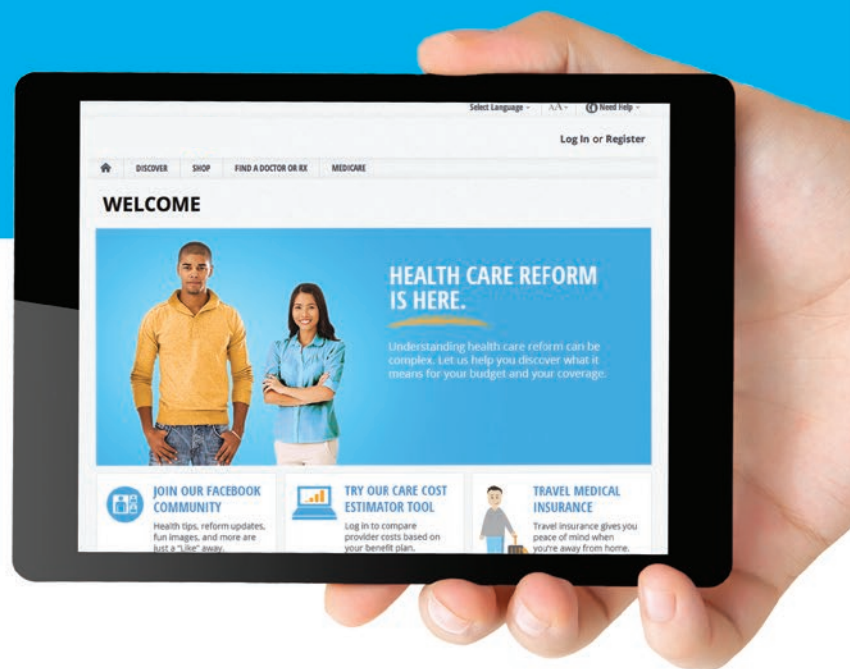 Select Language
AA
Need Help
Log In or Register
DISCOVER SHOP FIND A DOCTOR OR RX MEDICARE
WELCOME
HEALTH CARE REFORM
IS HERE.
Understanding health care reform can be
complex. Let us help you discover what it
means for your budget and your coverage.
JOIN OUR FACEBOOK
COMMUNITY
Health tips, reform updates,
fun images, and more are
just a "Like" away.
TRY OUR CARE COST
ESTIMATOR TOOL
Log in to compare
provider costs based on
your benefit plan.
TRAVEL MEDICAL
INSURANCE
Travel insurance gives you
peace of mind when
you're away from home.